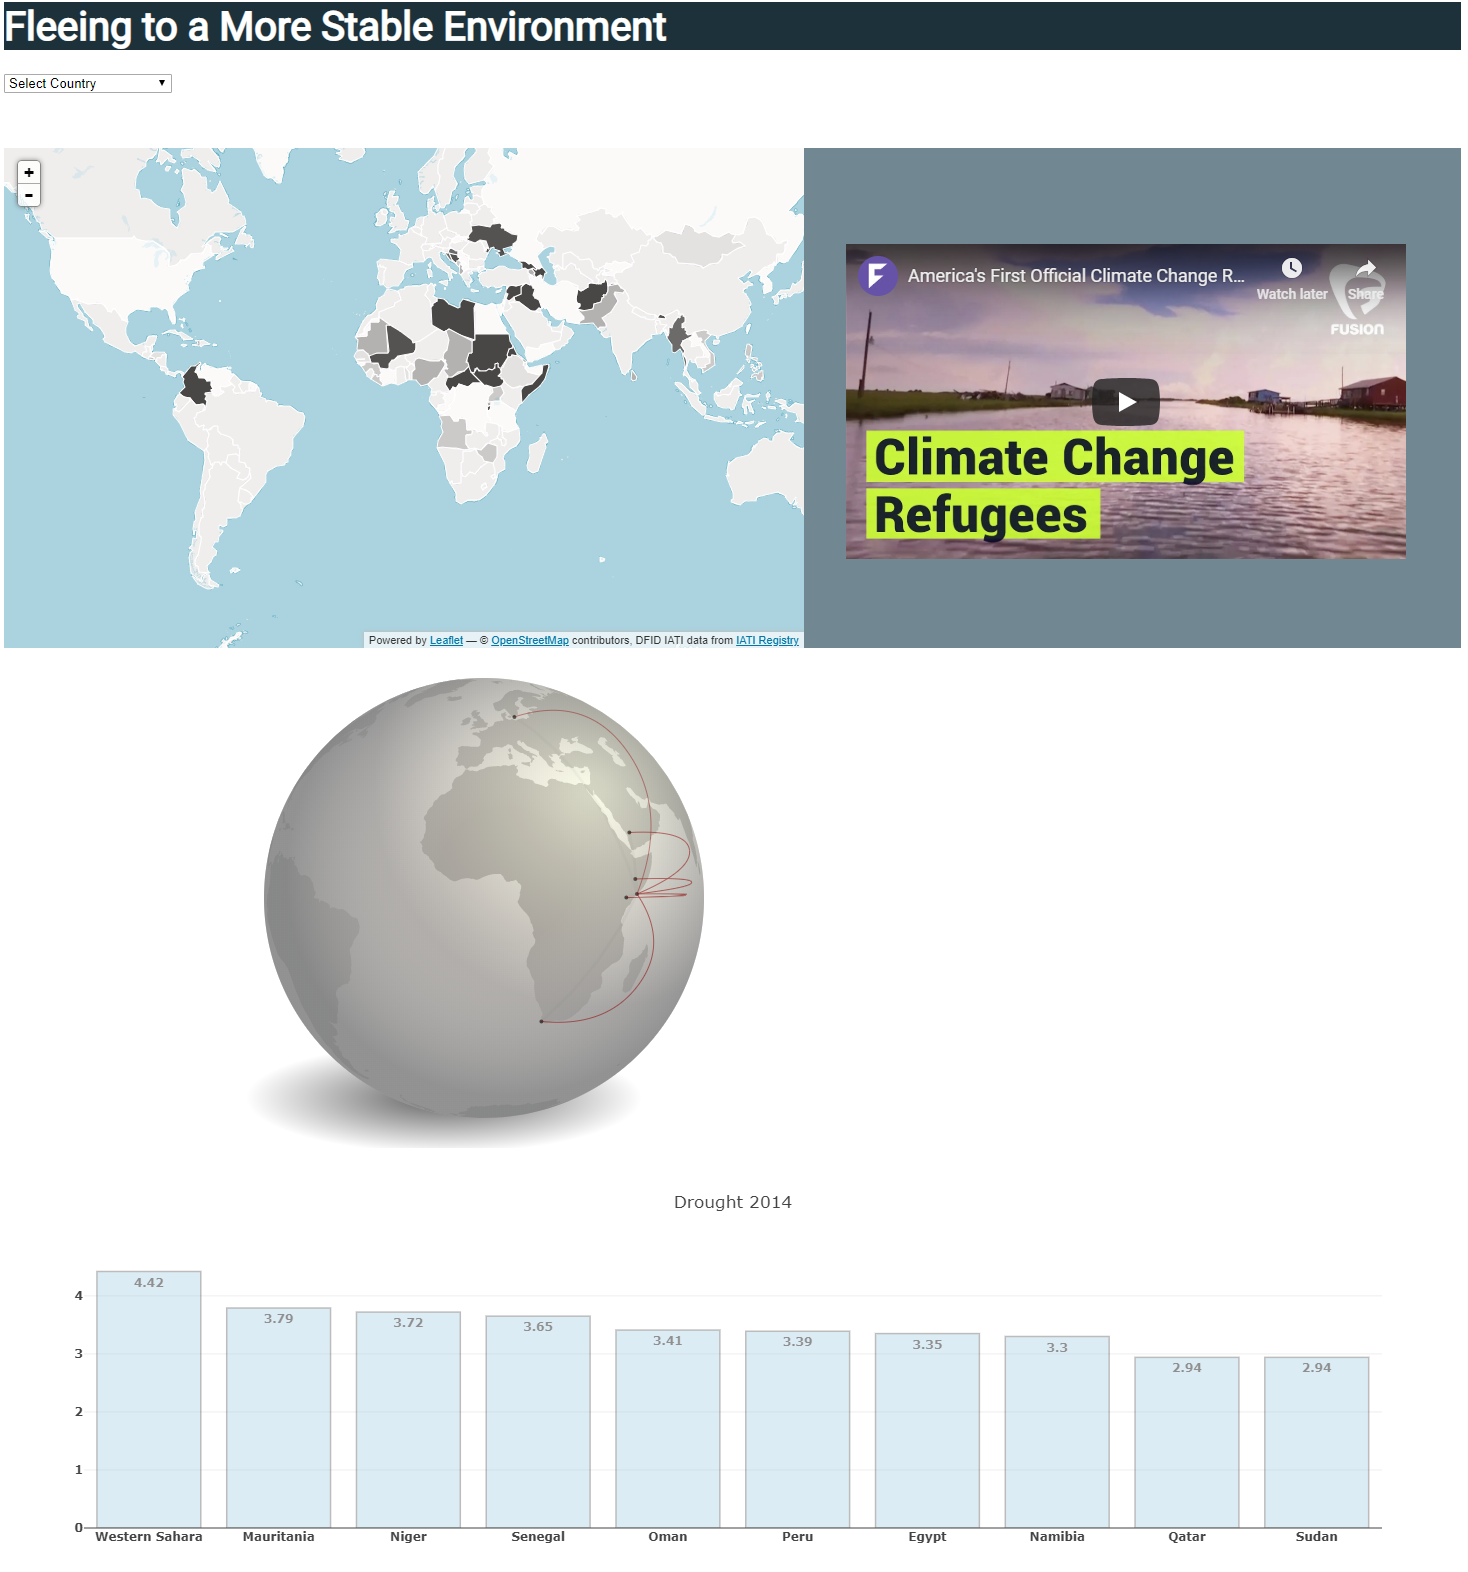 Fleeing to a More Stable Environment
Select Country
+
-
America's First Official Climate Change R...
Watch later
Share
FUSION
Climate Change
Refugees
Powered by Leaflet — © OpenStreetMap contributors, DFID IATI data from IATI Registry
Drought 2014
4.42
3.79
3.72
3.65
3.41
3.39
3.35
3.3
2.94
2.94
4
3
2
1
0
Western Sahara
Mauritania
Niger
Senegal
Oman
Peru
Egypt
Namibia
Qatar
Sudan